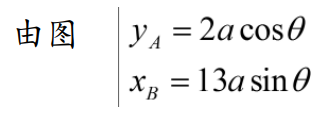 由图 y_A = 2a cosθ
x_B = 13a sinθ